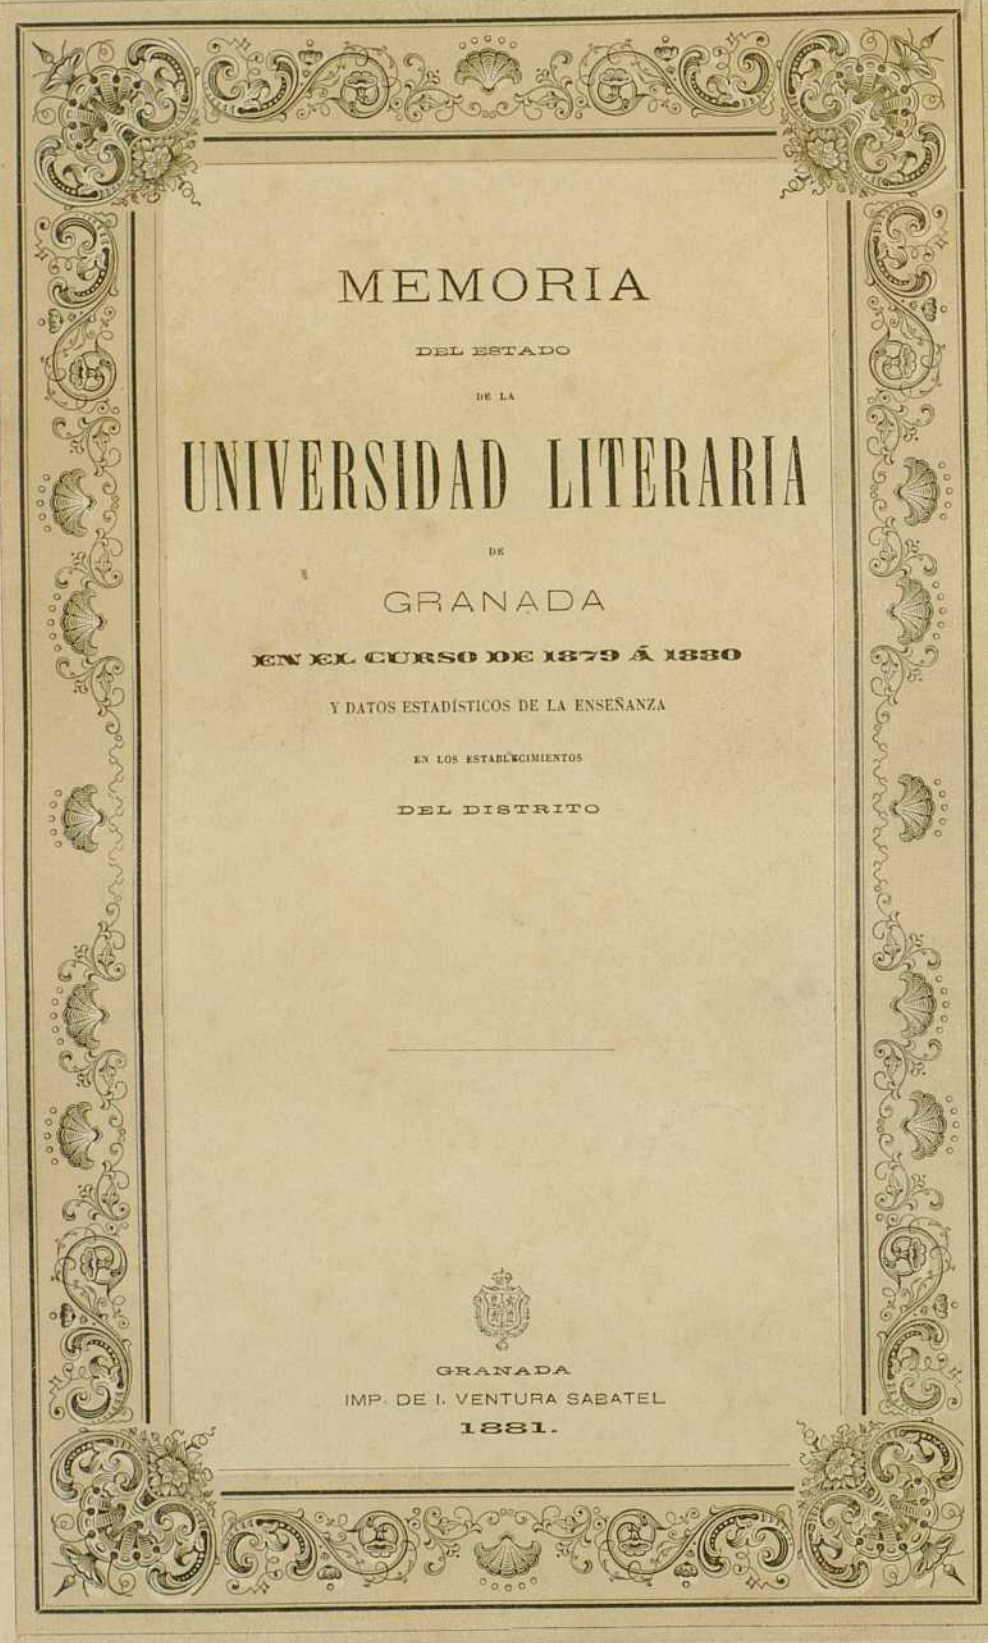 MEMORIA
DEL ESTADO
DE LA
UNIVERSIDAD LITERARIA
DE
GRANADA
EN EL CURSO DE 1879 Á 1880
Y DATOS ESTADÍSTICOS DE LA ENSEÑANZA
EN LOS ESTABLECIMIENTOS
DEL DISTRITO
GRANADA
IMP. DE I. VENTURA SABATEL
1881.